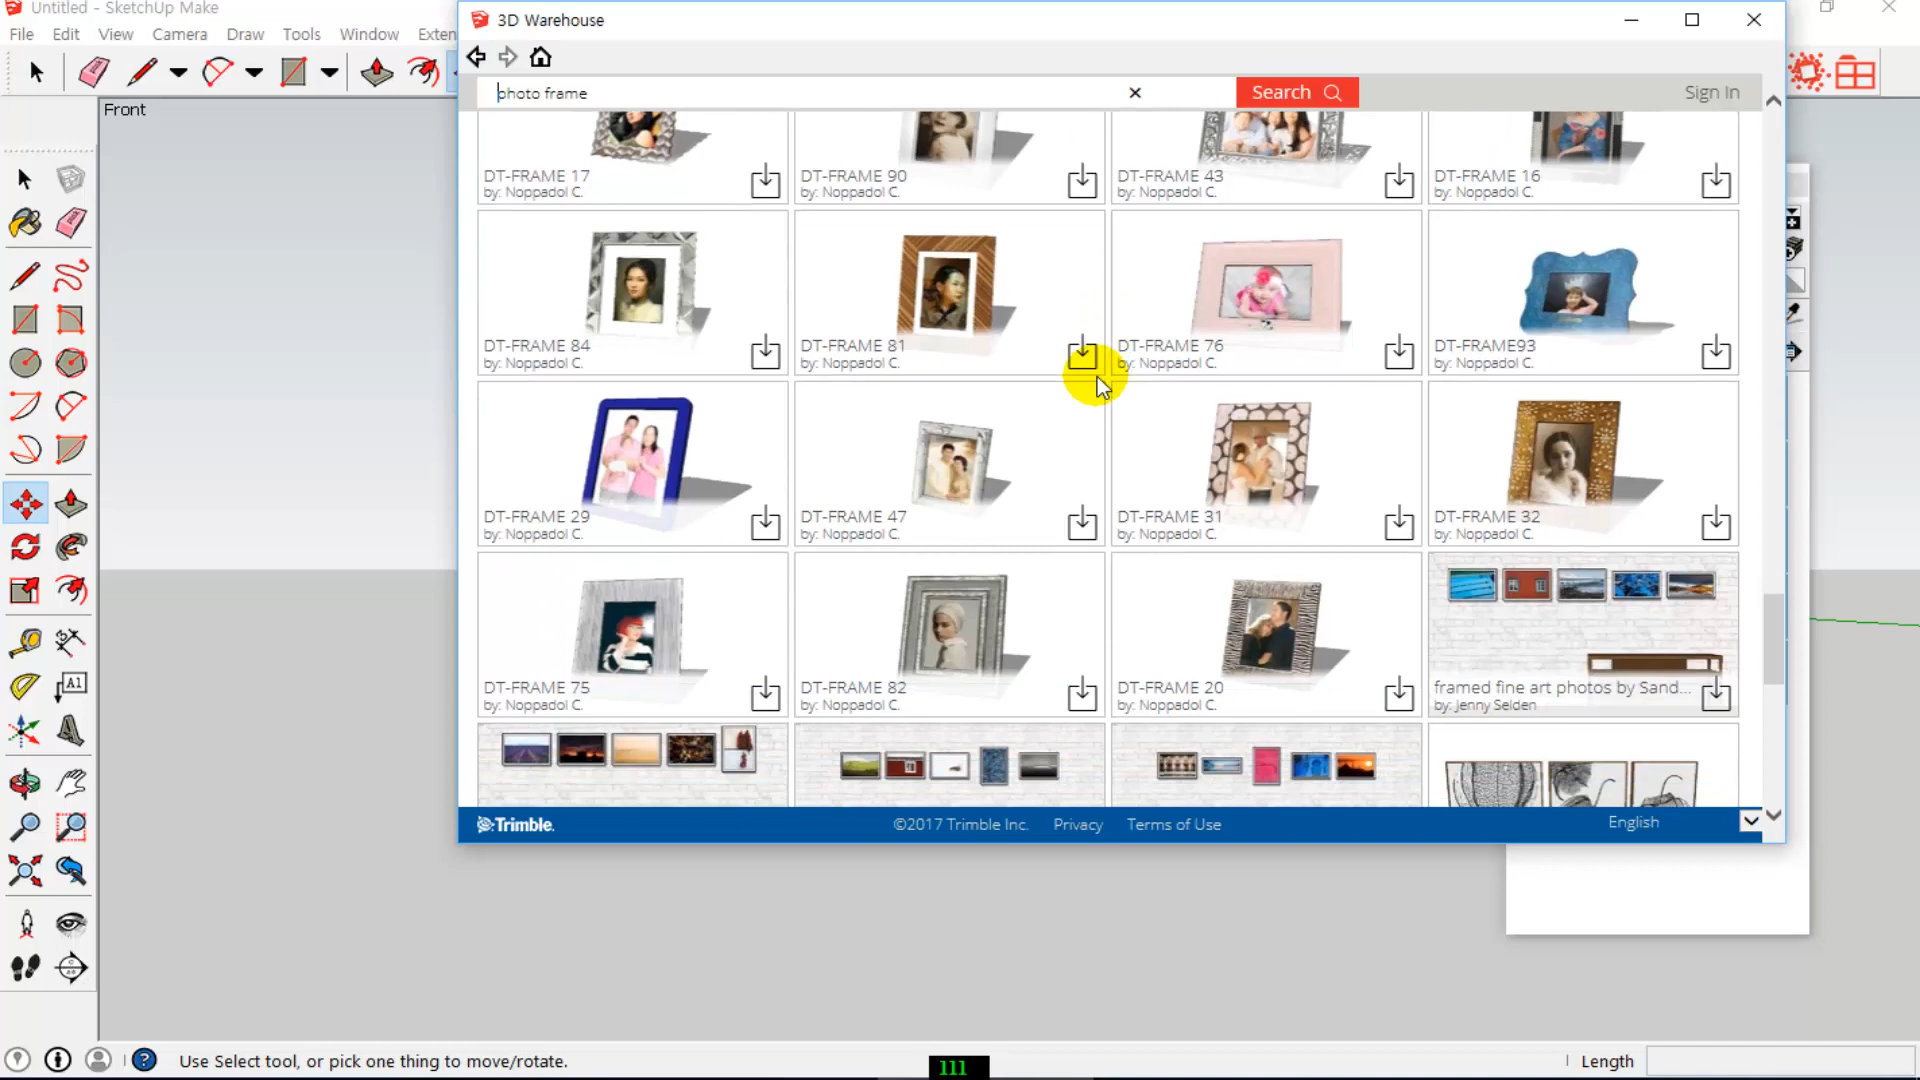 Untitled - SketchUp Make
3D Warehouse
File Edit View Camera Draw Tools Window Exten
photo frame
Search
Sign In
Front
DT-FRAME 17
by: Noppadol C.
DT-FRAME 90
by: Noppadol C.
DT-FRAME 43
by: Noppadol C.
DT-FRAME 16
by: Noppadol C.
DT-FRAME 84
by: Noppadol C.
DT-FRAME 81
by: Noppadol C.
DT-FRAME 76
by: Noppadol C.
DT-FRAME93
by: Noppadol C.
DT-FRAME 29
by: Noppadol C.
DT-FRAME 47
by: Noppadol C.
DT-FRAME 31
by: Noppadol C.
DT-FRAME 32
by: Noppadol C.
DT-FRAME 75
by: Noppadol C.
DT-FRAME 82
by: Noppadol C.
DT-FRAME 20
by: Noppadol C.
framed fine art photos by Sand...
by: Jenny Selden
A1
Trimble.
©2017 Trimble Inc. Privacy Terms of Use
English
Use Select tool, or pick one thing to move/rotate.
111
Length